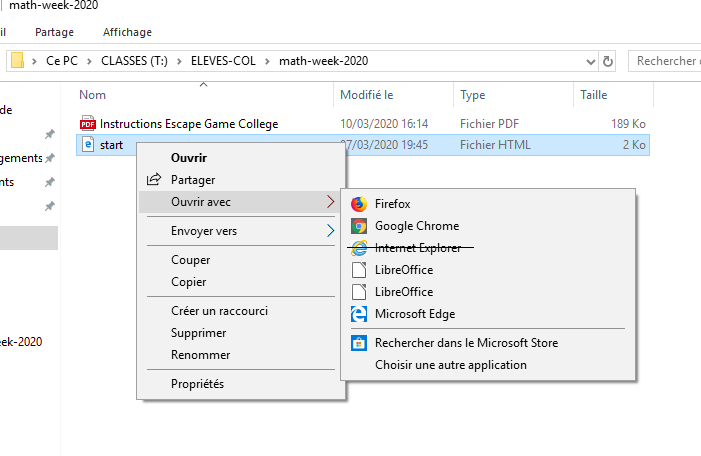 math-week-2020
il Partage Affichage
Ce PC > CLASSES (T:) > ELEVES-COL > math-week-2020 Rechercher d
Nom Modifié le Type Taille
de
PDF Instructions Escape Game College 10/03/2020 16:14 Fichier PDF 189 Ko
start 07/03/2020 19:45 Fichier HTML 2 Ko
gements
nts
eek-2020
Ouvrir
Partager
Ouvrir avec
Envoyer vers
Couper
Copier
Créer un raccourci
Supprimer
Renommer
Propriétés
Firefox
Google Chrome
Internet Explorer
LibreOffice
LibreOffice
Microsoft Edge
Rechercher dans le Microsoft Store
Choisir une autre application